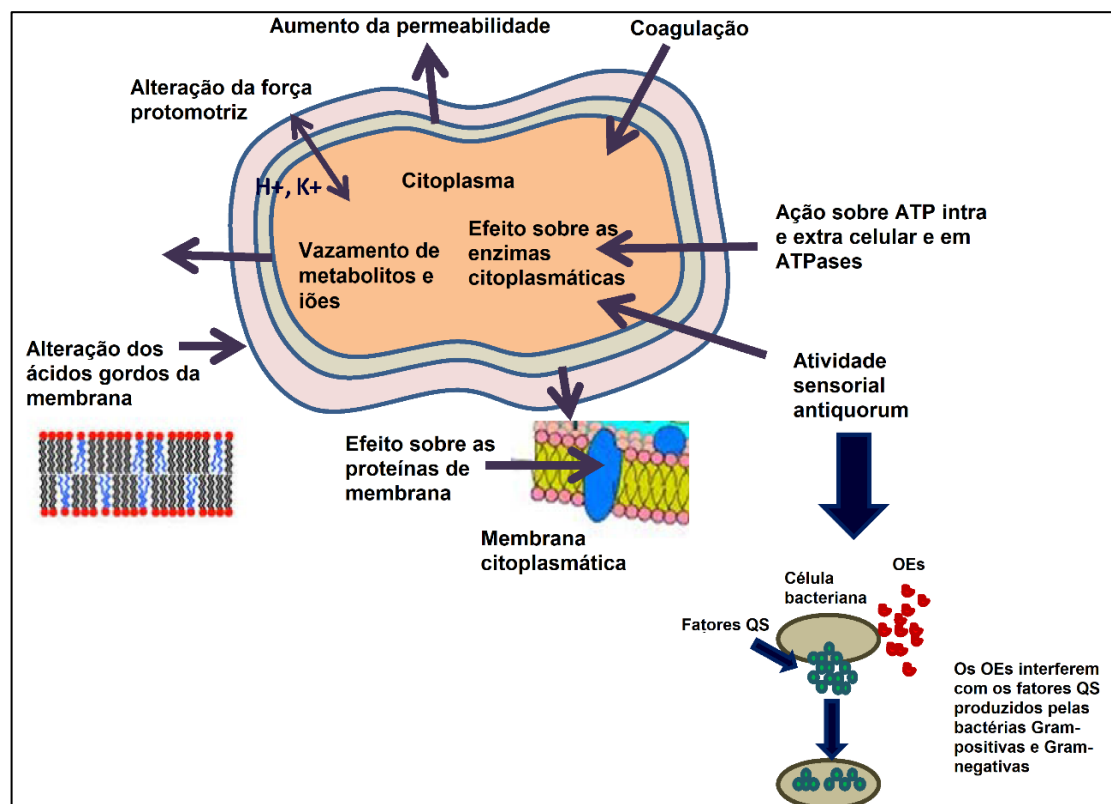 Aumento da permeabilidade
Coagulação
Alteração da força
protomotriz
H+, K+
Citoplasma
Vazamento de
metabolitos e
iões
Efeito sobre as
enzimas
citoplasmáticas
Ação sobre ATP intra
e extra celular e em
ATPases
Alteração dos
ácidos gordos da
membrana
Atividade
sensorial
antiquorum
Efeito sobre as
proteínas de
membrana
Membrana
citoplasmática
Célula
bacteriana
OEs
Fatores QS
Os OEs interferem
com os fatores QS
produzidos pelas
bactérias Gram-
positivas e Gram-
negativas